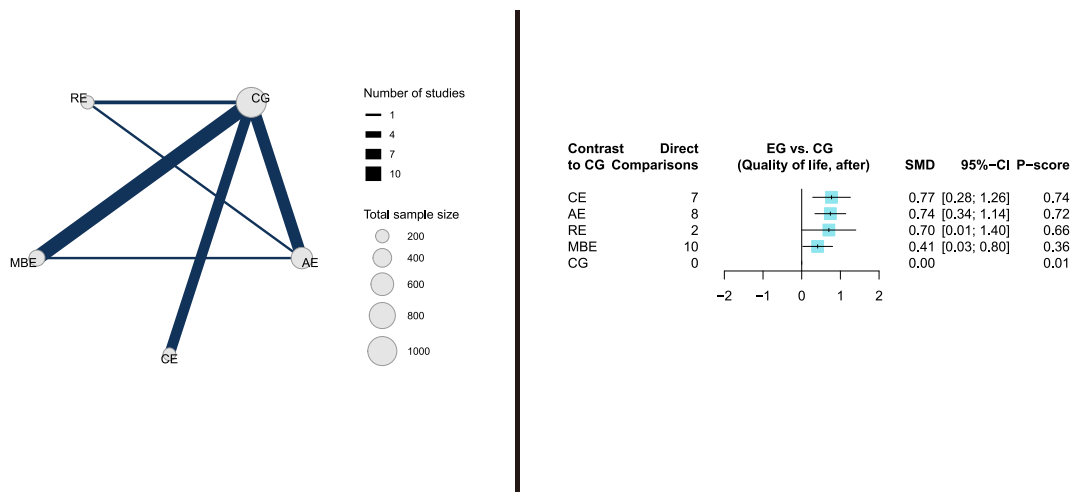 RE
CG
MBE
AE
CE
Number of studies
1
4
7
10
Total sample size
200
400
600
800
1000
Contrast Direct EG vs. CG
to CG Comparisons (Quality of life, after) SMD 95%−CI P−score
CE 7 0.77 [0.28; 1.26] 0.74
AE 8 0.74 [0.34; 1.14] 0.72
RE 2 0.70 [0.01; 1.40] 0.66
MBE 10 0.41 [0.03; 0.80] 0.36
CG 0 0.00 0.01
−2 −1 0 1 2